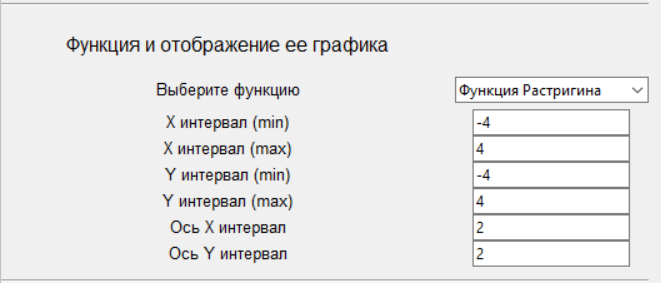 Функция и отображение ее графика
Выберите функцию Функция Растригина
X интервал (min) -4
X интервал (max) 4
Y интервал (min) -4
Y интервал (max) 4
Ось X интервал 2
Ось Y интервал 2